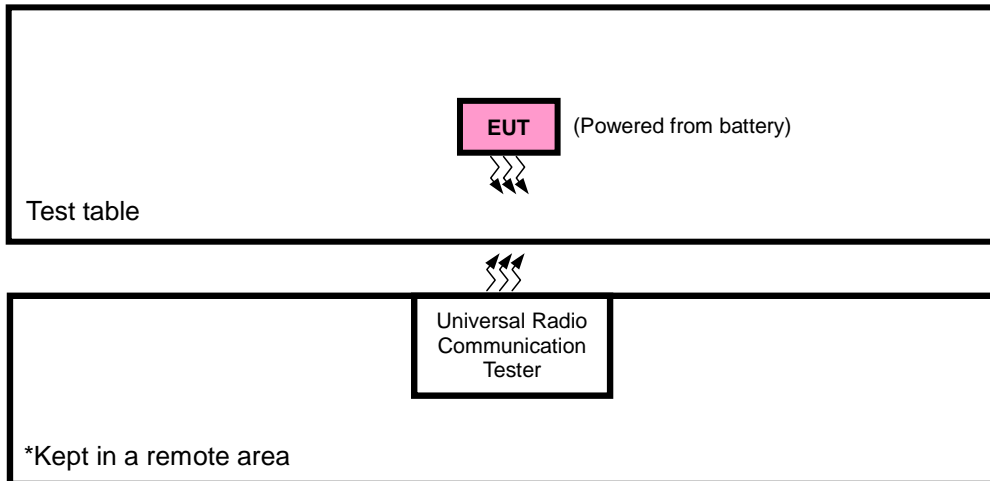 EUT
(Powered from battery)
Test table
Universal Radio
Communication
Tester
*Kept in a remote area